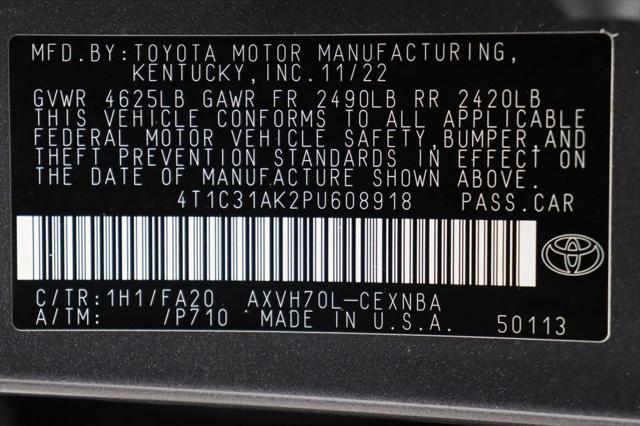 MFD.BY:TOYOTA MOTOR MANUFACTURING,
KENTUCKY,INC.11/22
GVWR 4625LB GAWR FR 2490LB RR 2420LB
THIS VEHICLE CONFORMS TO ALL APPLICABLE
FEDERAL MOTOR VEHICLE SAFETY,BUMPER,AND
THEFT PREVENTION STANDARDS IN EFFECT ON
THE DATE OF MANUFACTURE SHOWN ABOVE.
4T1C31AK2PU608918 PASS.CAR
C/TR:1H1/FA20 AXVH70L-CEXNBA
A/TM: /P710 MADE IN U.S.A. 50113